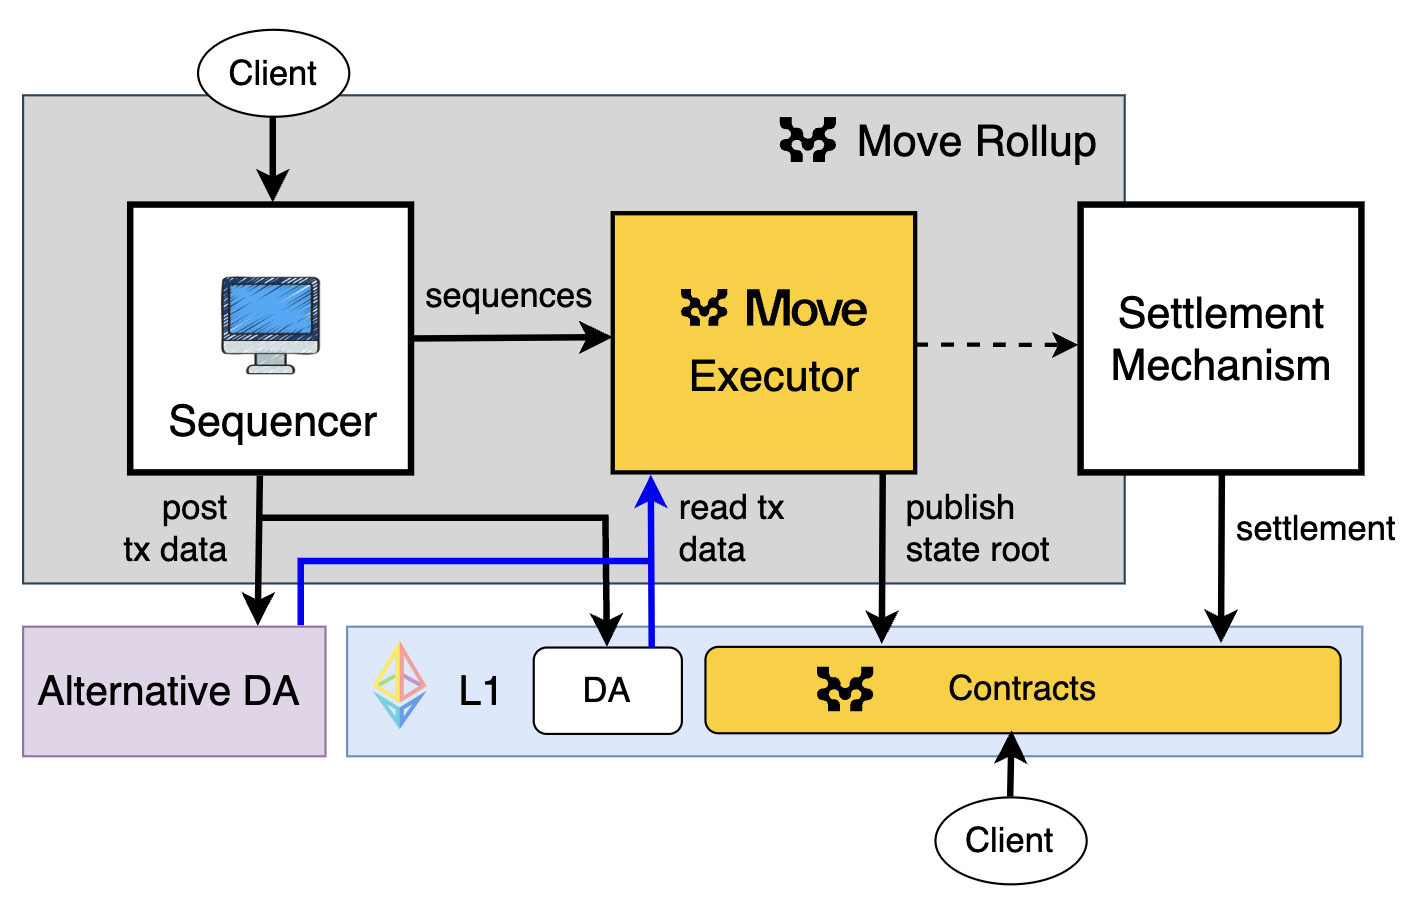 Client
Move Rollup
sequences
Move
Executor
Settlement
Mechanism
Sequencer
post
tx data
read tx
data
publish
state root
settlement
Alternative DA
L1
DA
Contracts
Client